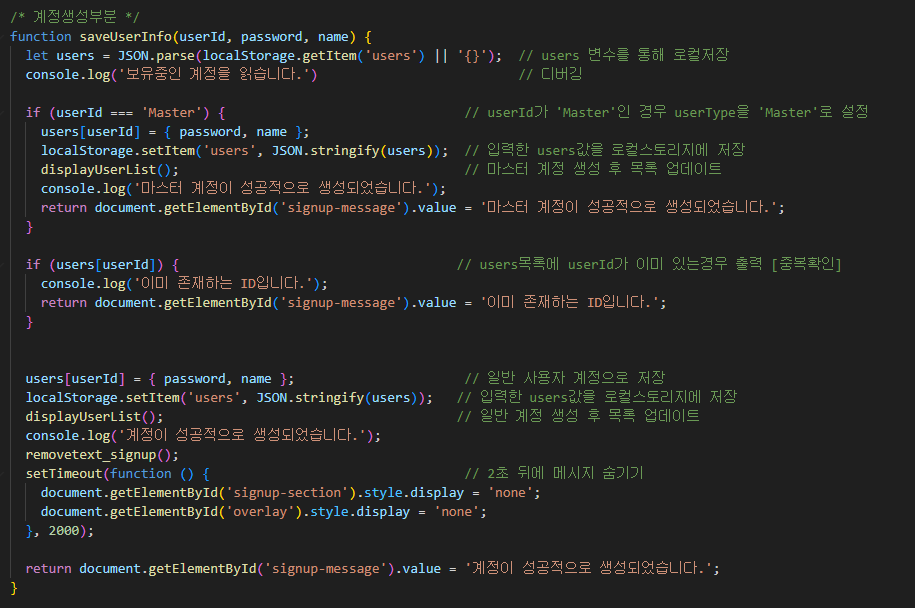 /* 계정생성부분 */
function saveUserInfo(userId, password, name) {
let users = JSON.parse(localStorage.getItem('users') || '{}');  // users 변수를 통해 로컬저장
console.log('보유중인 계정을 읽습니다.')  // 디버깅
if (userId === 'Master') {  // userId가 'Master'인 경우 userType을 'Master'로 설정
users[userId] = { password, name };
localStorage.setItem('users', JSON.stringify(users));  // 입력한 users값을 로컬스토리지에 저장
displayUserList();  // 마스터 계정 생성 후 목록 업데이트
console.log('마스터 계정이 성공적으로 생성되었습니다.');
return document.getElementById('signup-message').value = '마스터 계정이 성공적으로 생성되었습니다.';
}
if (users[userId]) {  // users목록에 userId가 이미 있는경우 출력 [중복확인]
console.log('이미 존재하는 ID입니다.');
return document.getElementById('signup-message').value = '이미 존재하는 ID입니다.';
}
users[userId] = { password, name };  // 일반 사용자 계정으로 저장
localStorage.setItem('users', JSON.stringify(users));  // 입력한 users값을 로컬스토리지에 저장
displayUserList();  // 일반 계정 생성 후 목록 업데이트
console.log('계정이 성공적으로 생성되었습니다.');
removetext_signup();
setTimeout(function () {  // 2초 뒤에 메시지 숨기기
document.getElementById('signup-section').style.display = 'none';
document.getElementById('overlay').style.display = 'none';
}, 2000);
return document.getElementById('signup-message').value = '계정이 성공적으로 생성되었습니다.';
}